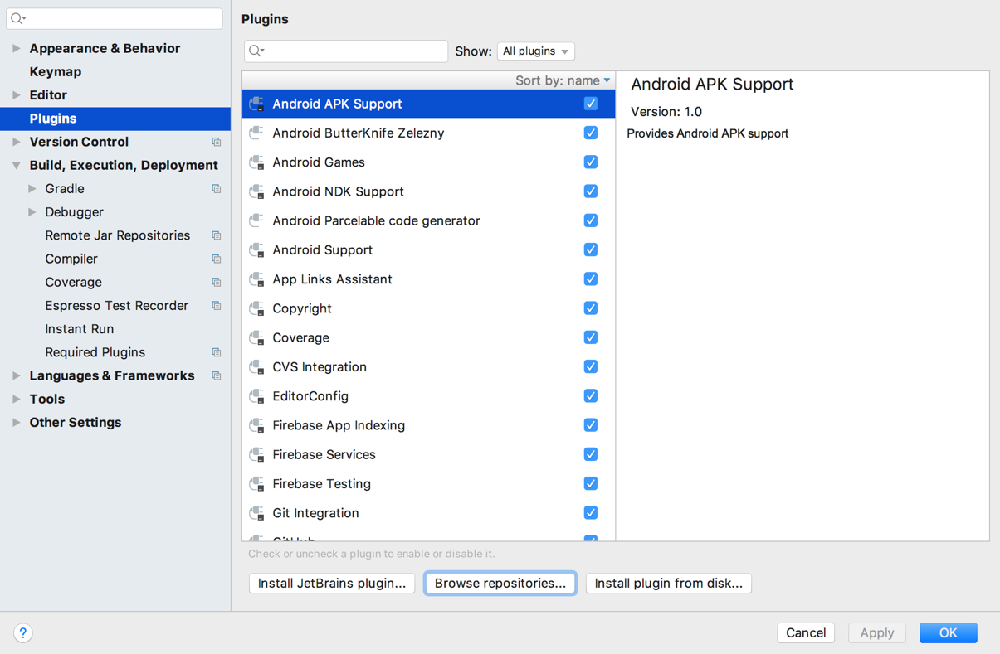 Appearance & Behavior
Keymap
Editor
Plugins
Version Control
Build, Execution, Deployment
Gradle
Debugger
Remote Jar Repositories
Compiler
Coverage
Espresso Test Recorder
Instant Run
Required Plugins
Languages & Frameworks
Tools
Other Settings
Plugins
Show: All plugins
Sort by: name
Android APK Support
Android ButterKnife Zelezny
Android Games
Android NDK Support
Android Parcelable code generator
Android Support
App Links Assistant
Copyright
Coverage
CVS Integration
EditorConfig
Firebase App Indexing
Firebase Services
Firebase Testing
Git Integration
GitHub
Android APK Support
Version: 1.0
Provides Android APK support
Check or uncheck a plugin to enable or disable it.
Install JetBrains plugin... Browse repositories... Install plugin from disk...
? Cancel Apply OK